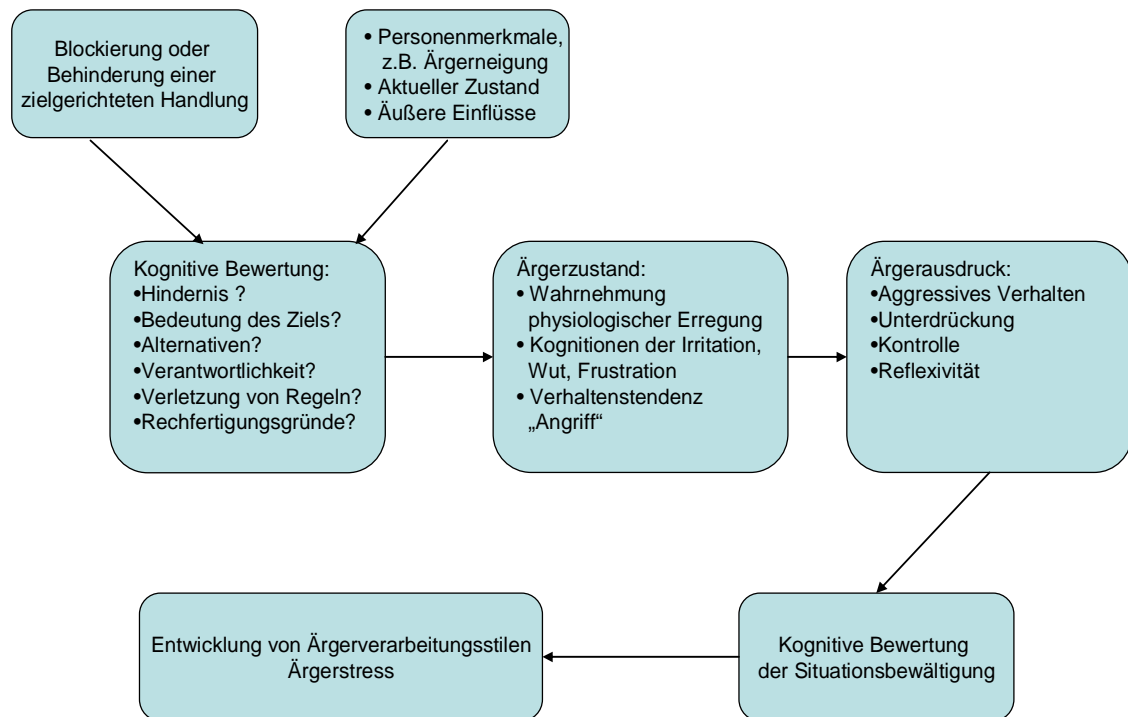 Blockierung oder
Behinderung einer
zielgerichteten Handlung
• Personenmerkmale,
z.B. Ärgerneigung
• Aktueller Zustand
• Äußere Einflüsse
Kognitive Bewertung:
•Hindernis ?
•Bedeutung des Ziels?
•Alternativen?
•Verantwortlichkeit?
•Verletzung von Regeln?
•Rechfertigungsgründe?
Ärgerzustand:
• Wahrnehmung
physiologischer Erregung
• Kognitionen der Irritation,
Wut, Frustration
• Verhaltenstendenz
„Angriff“
Ärgerausdruck:
•Aggressives Verhalten
•Unterdrückung
•Kontrolle
•Reflexivität
Entwicklung von Ärgerverarbeitungsstilen
Ärgerstress
Kognitive Bewertung
der Situationsbewältigung